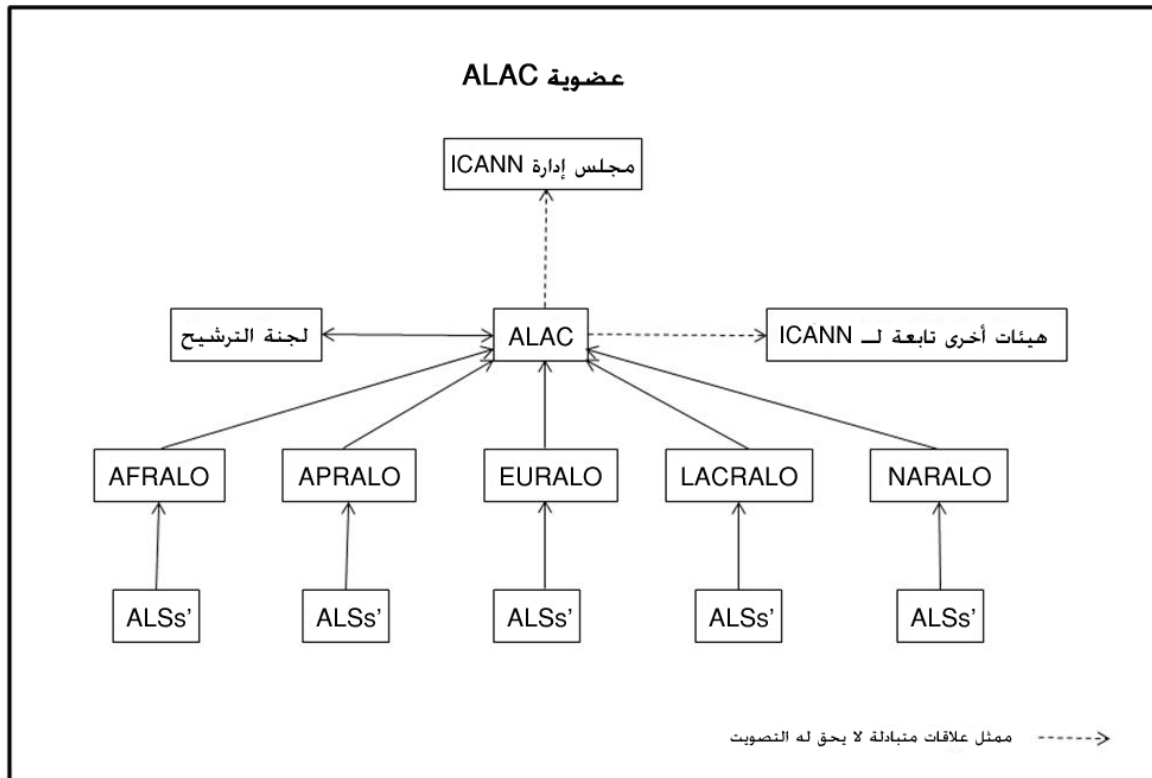 عضوية ALAC
مجلس إدارة ICANN
لجنة الترشيح
ALAC
هيئات أخرى تابعة لـ ICANN
AFRALO
APRALO
EURALO
LACRALO
NARALO
ALSs’
ALSs’
ALSs’
ALSs’
ALSs’
ممثل علاقات متبادلة لا يحق له التصويت